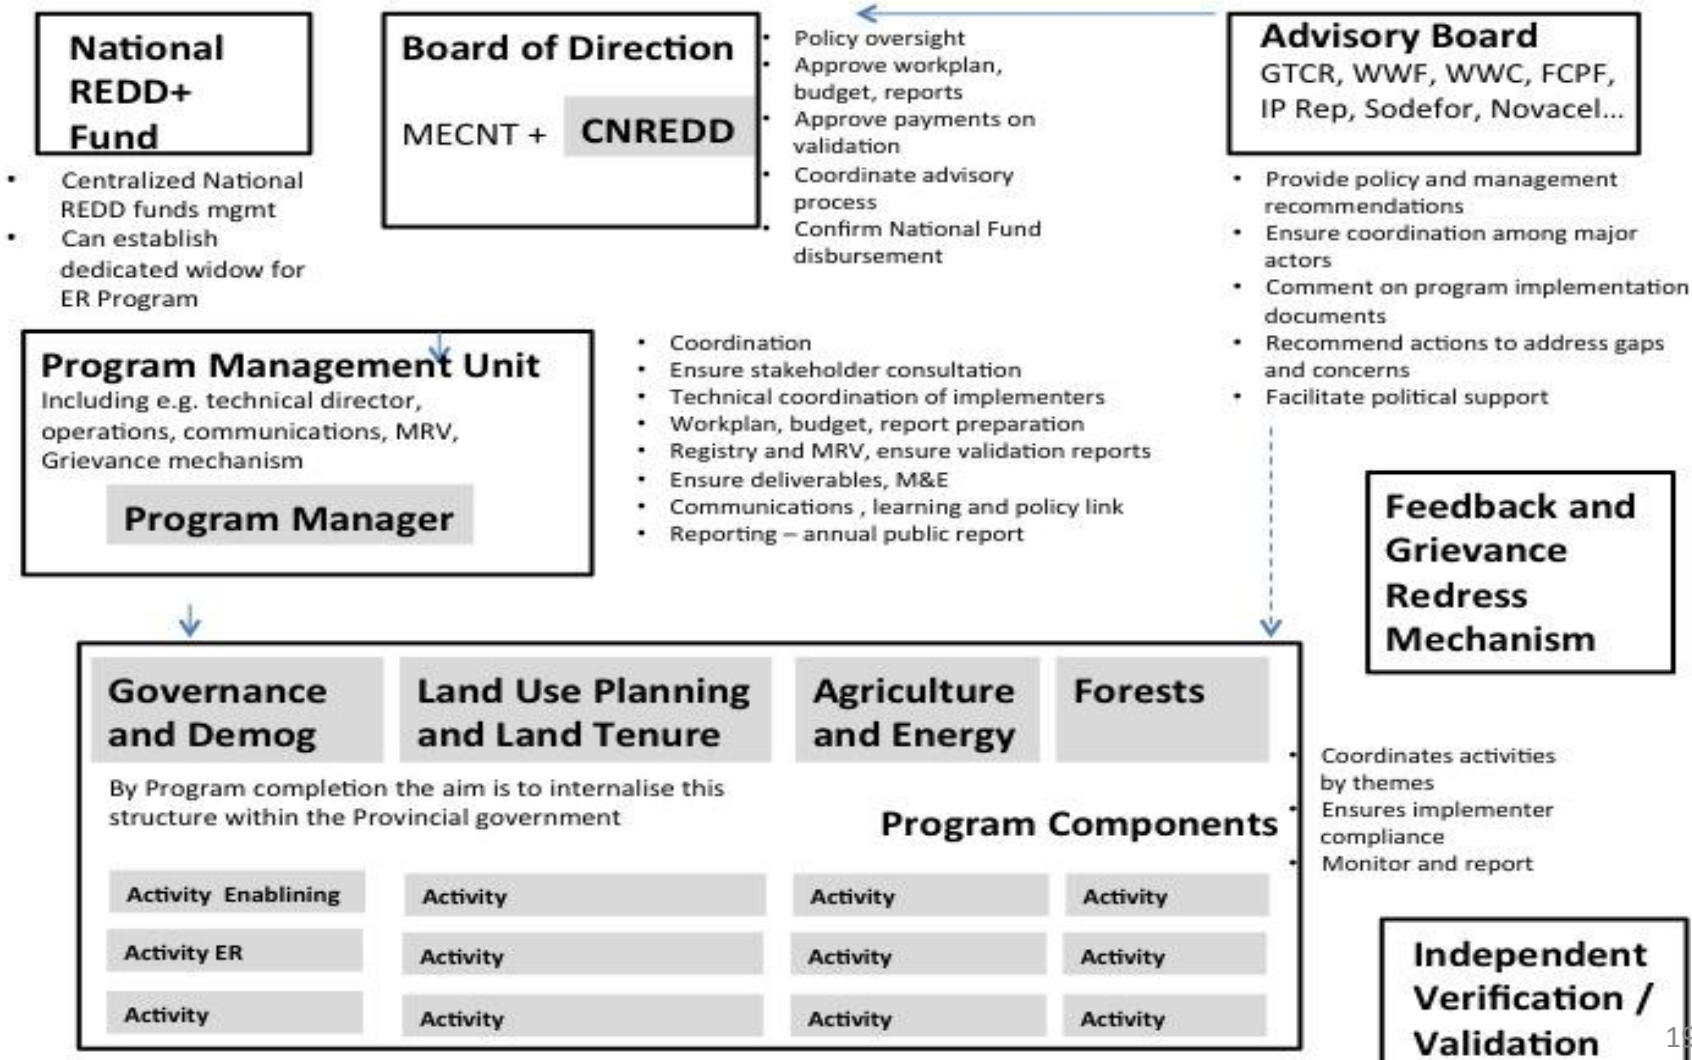 National
REDD+
Fund
• Centralized National
REDD funds mgmt
• Can establish
dedicated widow for
ER Program
Board of Direction
MECNT + CNREDD
• Policy oversight
• Approve workplan,
budget, reports
• Approve payments on
validation
• Coordinate advisory
process
• Confirm National Fund
disbursement
Advisory Board
GTCR, WWF, WWC, FCPF,
IP Rep, Sodefor, Novacel...
• Provide policy and management
recommendations
• Ensure coordination among major
actors
• Comment on program implementation
documents
• Recommend actions to address gaps
and concerns
• Facilitate political support
Program Management Unit
Including e.g. technical director,
operations, communications, MRV,
Grievance mechanism
Program Manager
• Coordination
• Ensure stakeholder consultation
• Technical coordination of implementers
• Workplan, budget, report preparation
• Registry and MRV, ensure validation reports
• Ensure deliverables, M&E
• Communications , learning and policy link
• Reporting – annual public report
Feedback and
Grievance
Redress
Mechanism
Governance
and Demog
Land Use Planning
and Land Tenure
Agriculture
and Energy
Forests
By Program completion the aim is to internalise this
structure within the Provincial government
Program Components
• Coordinates activities
by themes
• Ensures implementer
compliance
• Monitor and report
Activity Enablining
Activity
Activity
Activity
Activity ER
Activity
Activity
Activity
Activity
Activity
Activity
Activity
Independent
Verification /
Validation